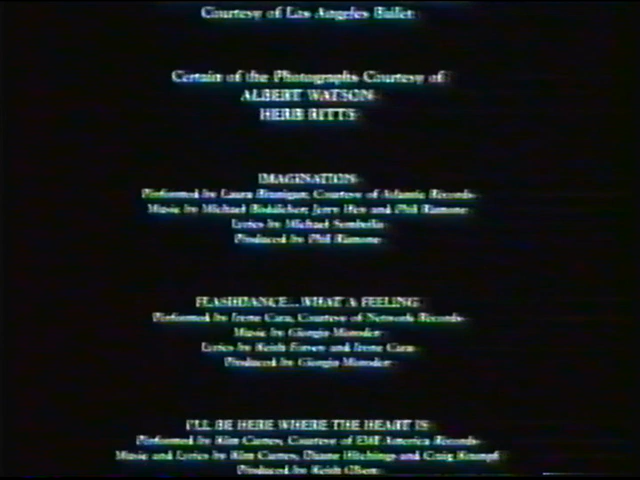 Courtesy of Los Angeles Ballet
Certain of the Photographs Courtesy of
ALBERT WATSON
HERB RITTS
IMAGINATION
Performed by Laura Branigan, Courtesy of Atlantic Records
Music by Michael Boddicker, Jerry Hey and Phil Ramone
Lyrics by Michael Sembello
Produced by Phil Ramone
FLASHDANCE...WHAT A FEELING
Performed by Irene Cara, Courtesy of Network Records
Music by Giorgio Moroder
Lyrics by Keith Forsey and Irene Cara
Produced by Giorgio Moroder
I'LL BE HERE WHERE THE HEART IS
Performed by Kim Carnes, Courtesy of EMI America Records
Music and Lyrics by Kim Carnes, Duane Hitchings and Craig Krampf
Produced by Keith Olsen